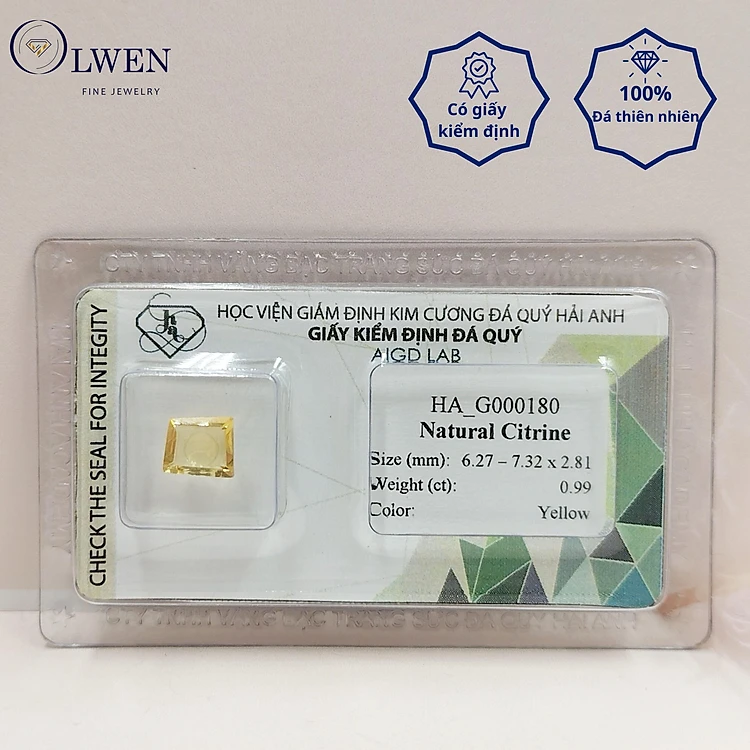 OLWEN
FINE JEWELRY
Có giấy
kiểm định
100%
Đá thiên nhiên
CHECK THE SEAL FOR INTEGITY
HỌC VIỆN GIÁM ĐỊNH KIM CƯƠNG ĐÁ QUÝ HẢI ANH
GIẤY KIỂM ĐỊNH ĐÁ QUÝ
AIGD LAB
HA_G000180
Natural Citrine
Size (mm): 6.27 – 7.32 x 2.81
Weight (ct): 0.99
Color: Yellow